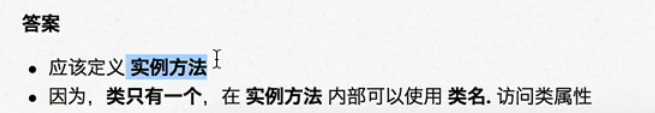 答案
应该定义 实例方法
因为，类只有一个，在 实例方法 内部可以使用 类名. 访问类属性